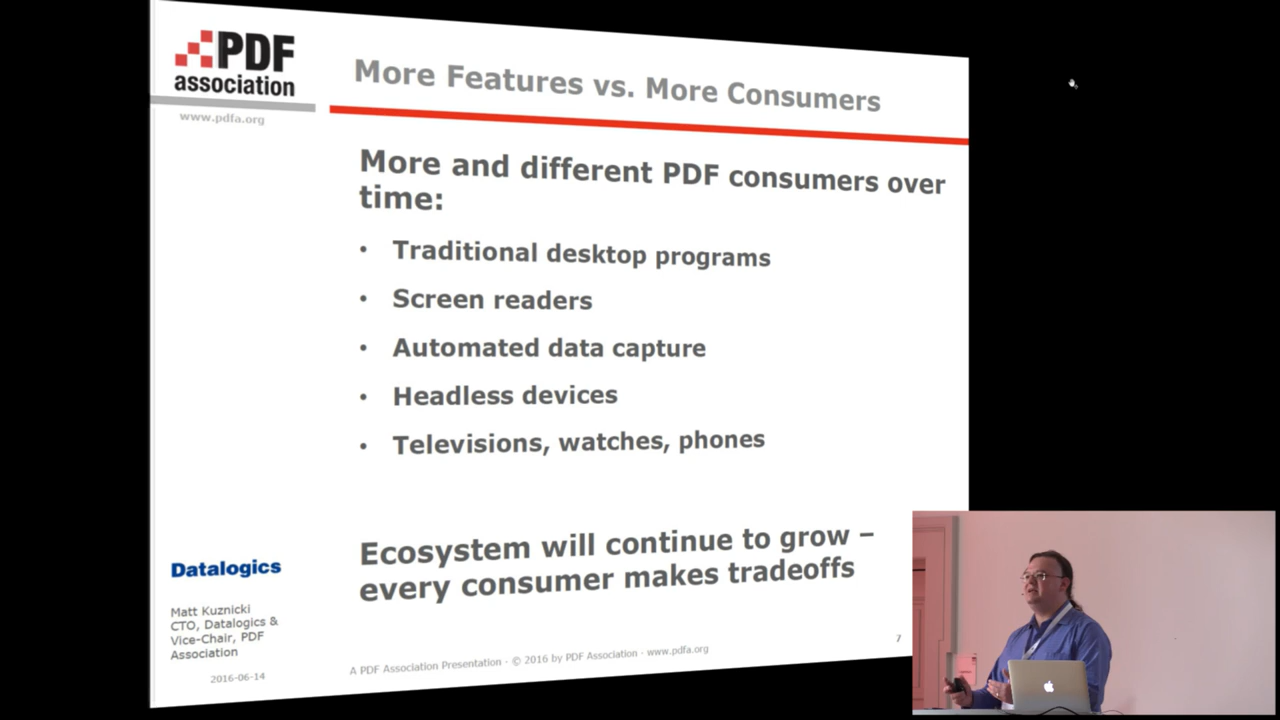 PDF
association
www.pdfa.org
More Features vs. More Consumers
More and different PDF consumers over
time:
• Traditional desktop programs
• Screen readers
• Automated data capture
• Headless devices
• Televisions, watches, phones
Ecosystem will continue to grow –
every consumer makes tradeoffs
Datalogics
Matt Kuznicki
CTO, Datalogics &
Vice-Chair, PDF
Association
2016-06-14
A PDF Association Presentation · © 2016 by PDF Association · www.pdfa.org
7